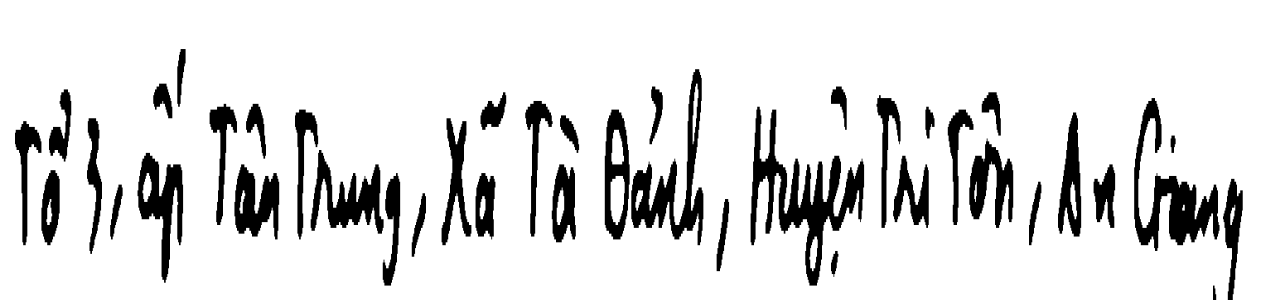 Tổ 3, ấp Tân Trung, Xã Tà Đảnh, Huyện Tri Tôn, An Giang